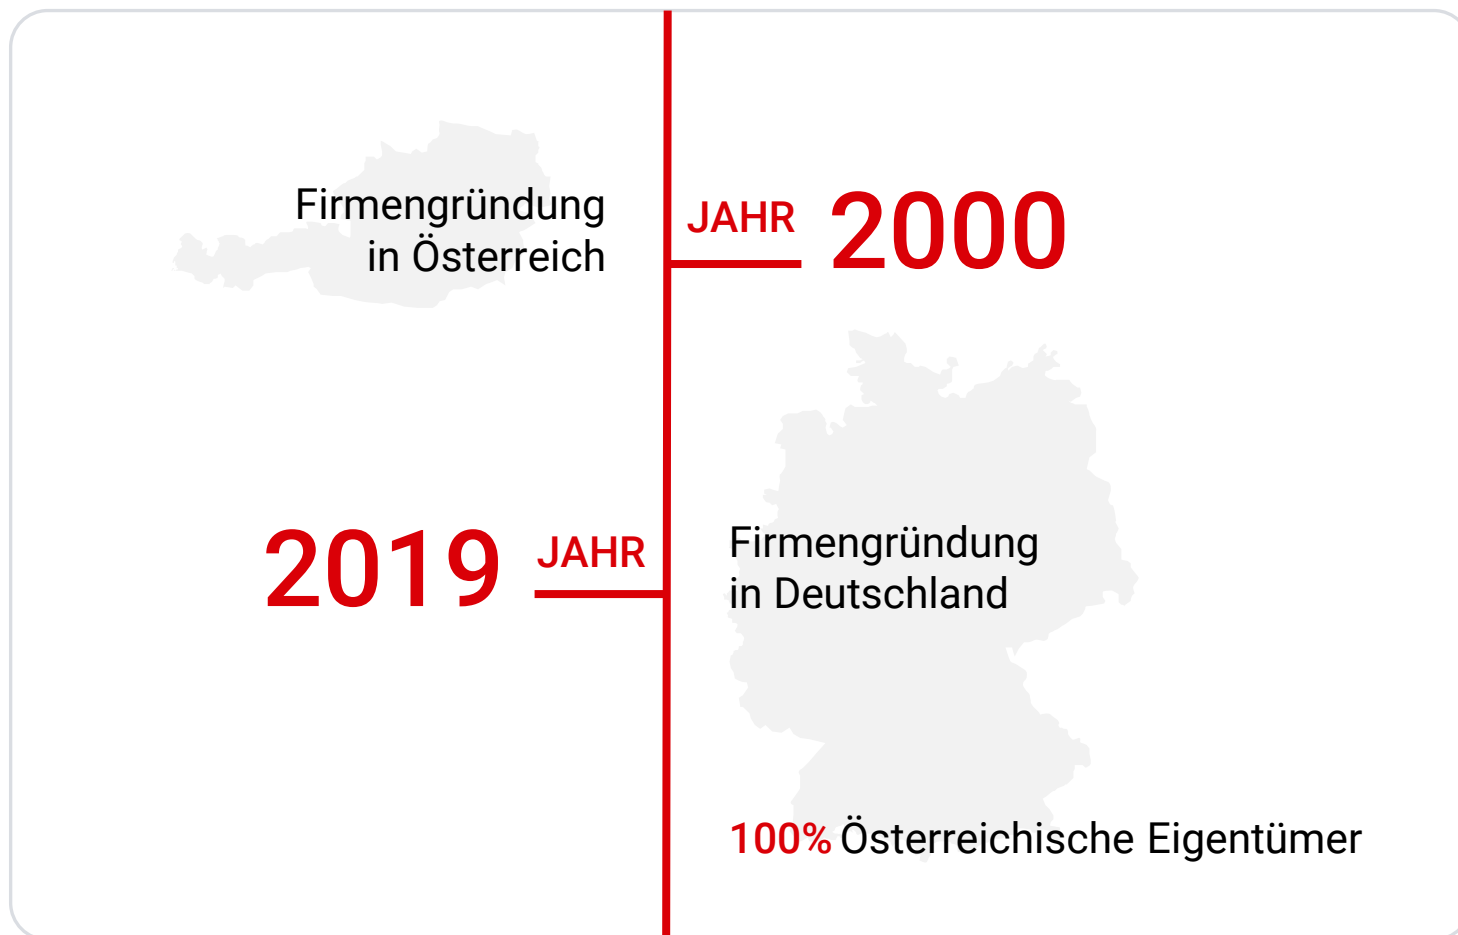 Firmengründung
in Österreich
JAHR 2000
2019 JAHR
Firmengründung
in Deutschland
100% Österreichische Eigentümer